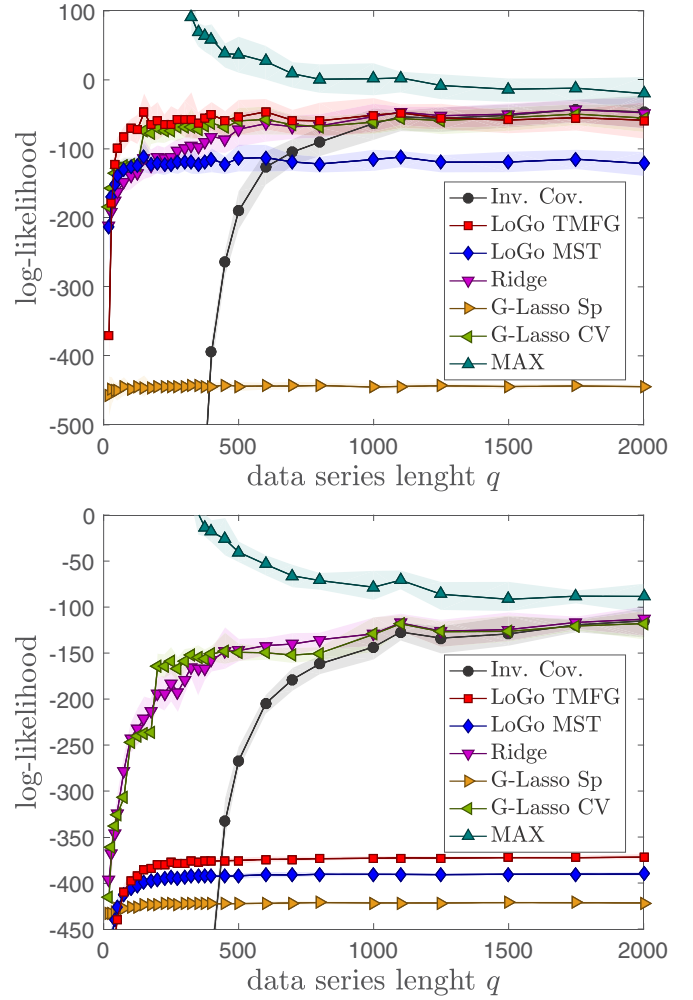 100
0
-100
-200
-300
-400
-500
log-likelihood
Inv. Cov.
LoGo TMFG
LoGo MST
Ridge
G-Lasso Sp
G-Lasso CV
MAX
0 500 1000 1500 2000
data series lenght q
0
-50
-100
-150
-200
-250
-300
-350
-400
-450
log-likelihood
Inv. Cov.
LoGo TMFG
LoGo MST
Ridge
G-Lasso Sp
G-Lasso CV
MAX
0 500 1000 1500 2000
data series lenght q